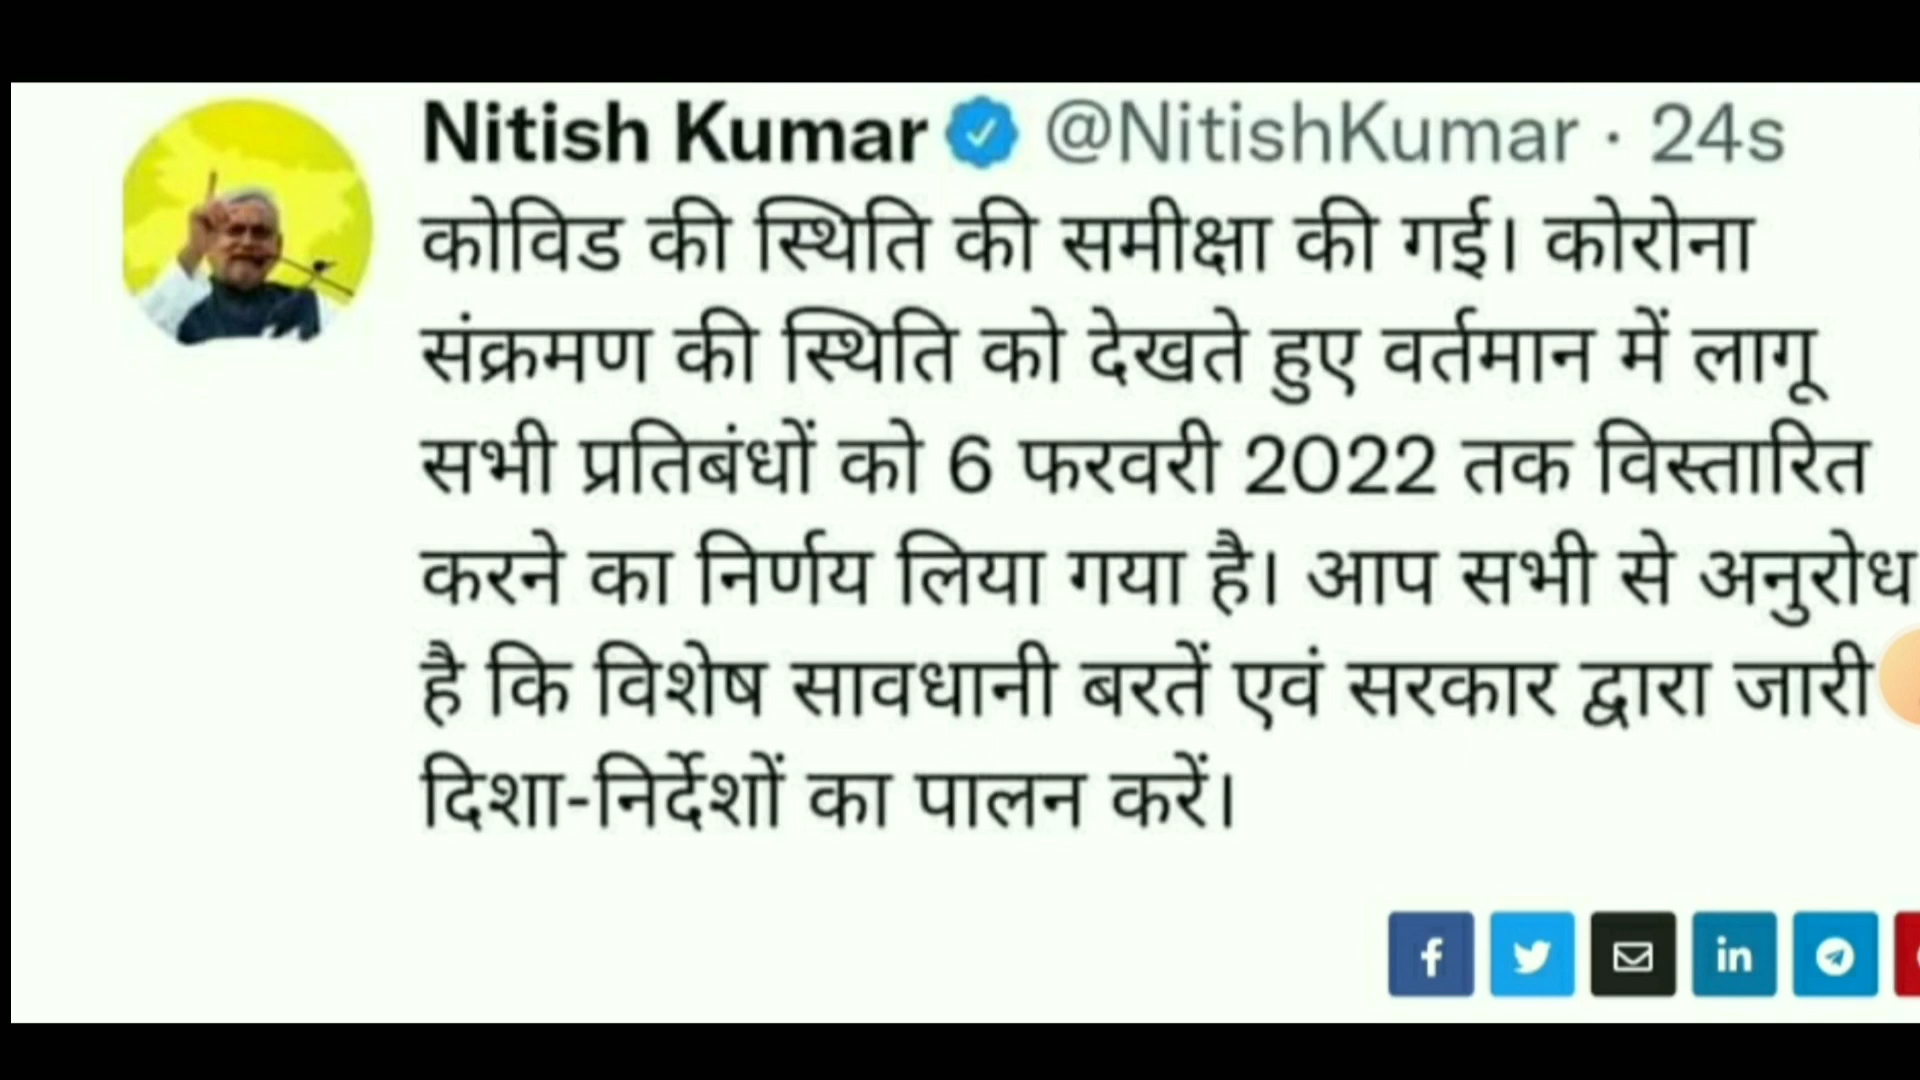 Nitish Kumar @NitishKumar · 24s
कोविड की स्थिति की समीक्षा की गई। कोरोना
संक्रमण की स्थिति को देखते हुए वर्तमान में लागू
सभी प्रतिबंधों को 6 फरवरी 2022 तक विस्तारित
करने का निर्णय लिया गया है। आप सभी से अनुरोध
है कि विशेष सावधानी बरतें एवं सरकार द्वारा जारी
दिशा-निर्देशों का पालन करें।
f in